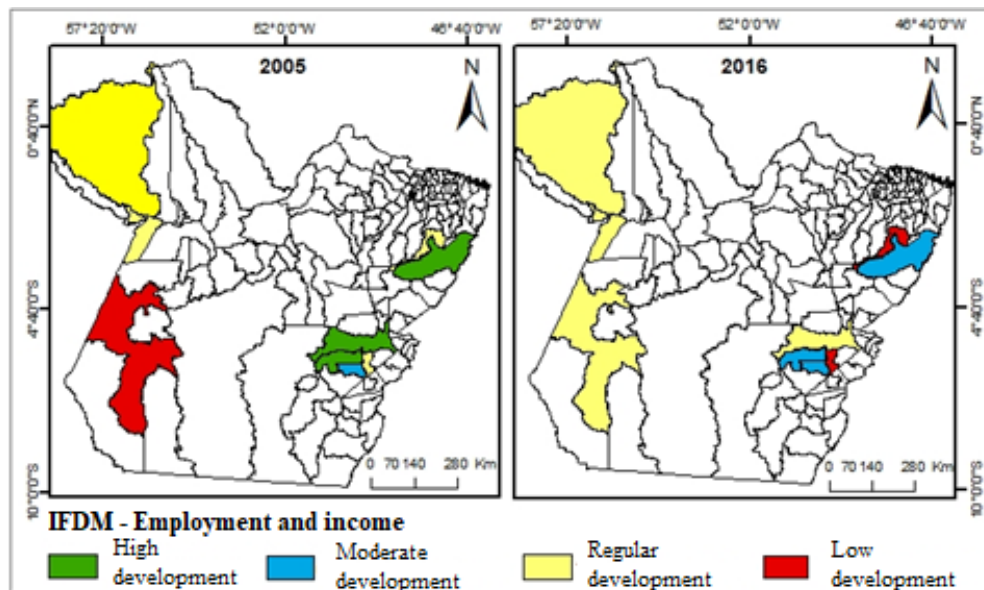 57°20'0"W 52°0'0"W 46°40'0"W
57°20'0"W 52°0'0"W 46°40'0"W
2005 N
2016 N
0°40'0"N
4°40'0"S
10°0'0"S
0°40'0"N
4°40'0"S
10°0'0"S
0 70 140 280 Km
0 70 140 280 Km
IFDM - Employment and income
High
development
Moderate
development
Regular
development
Low
development